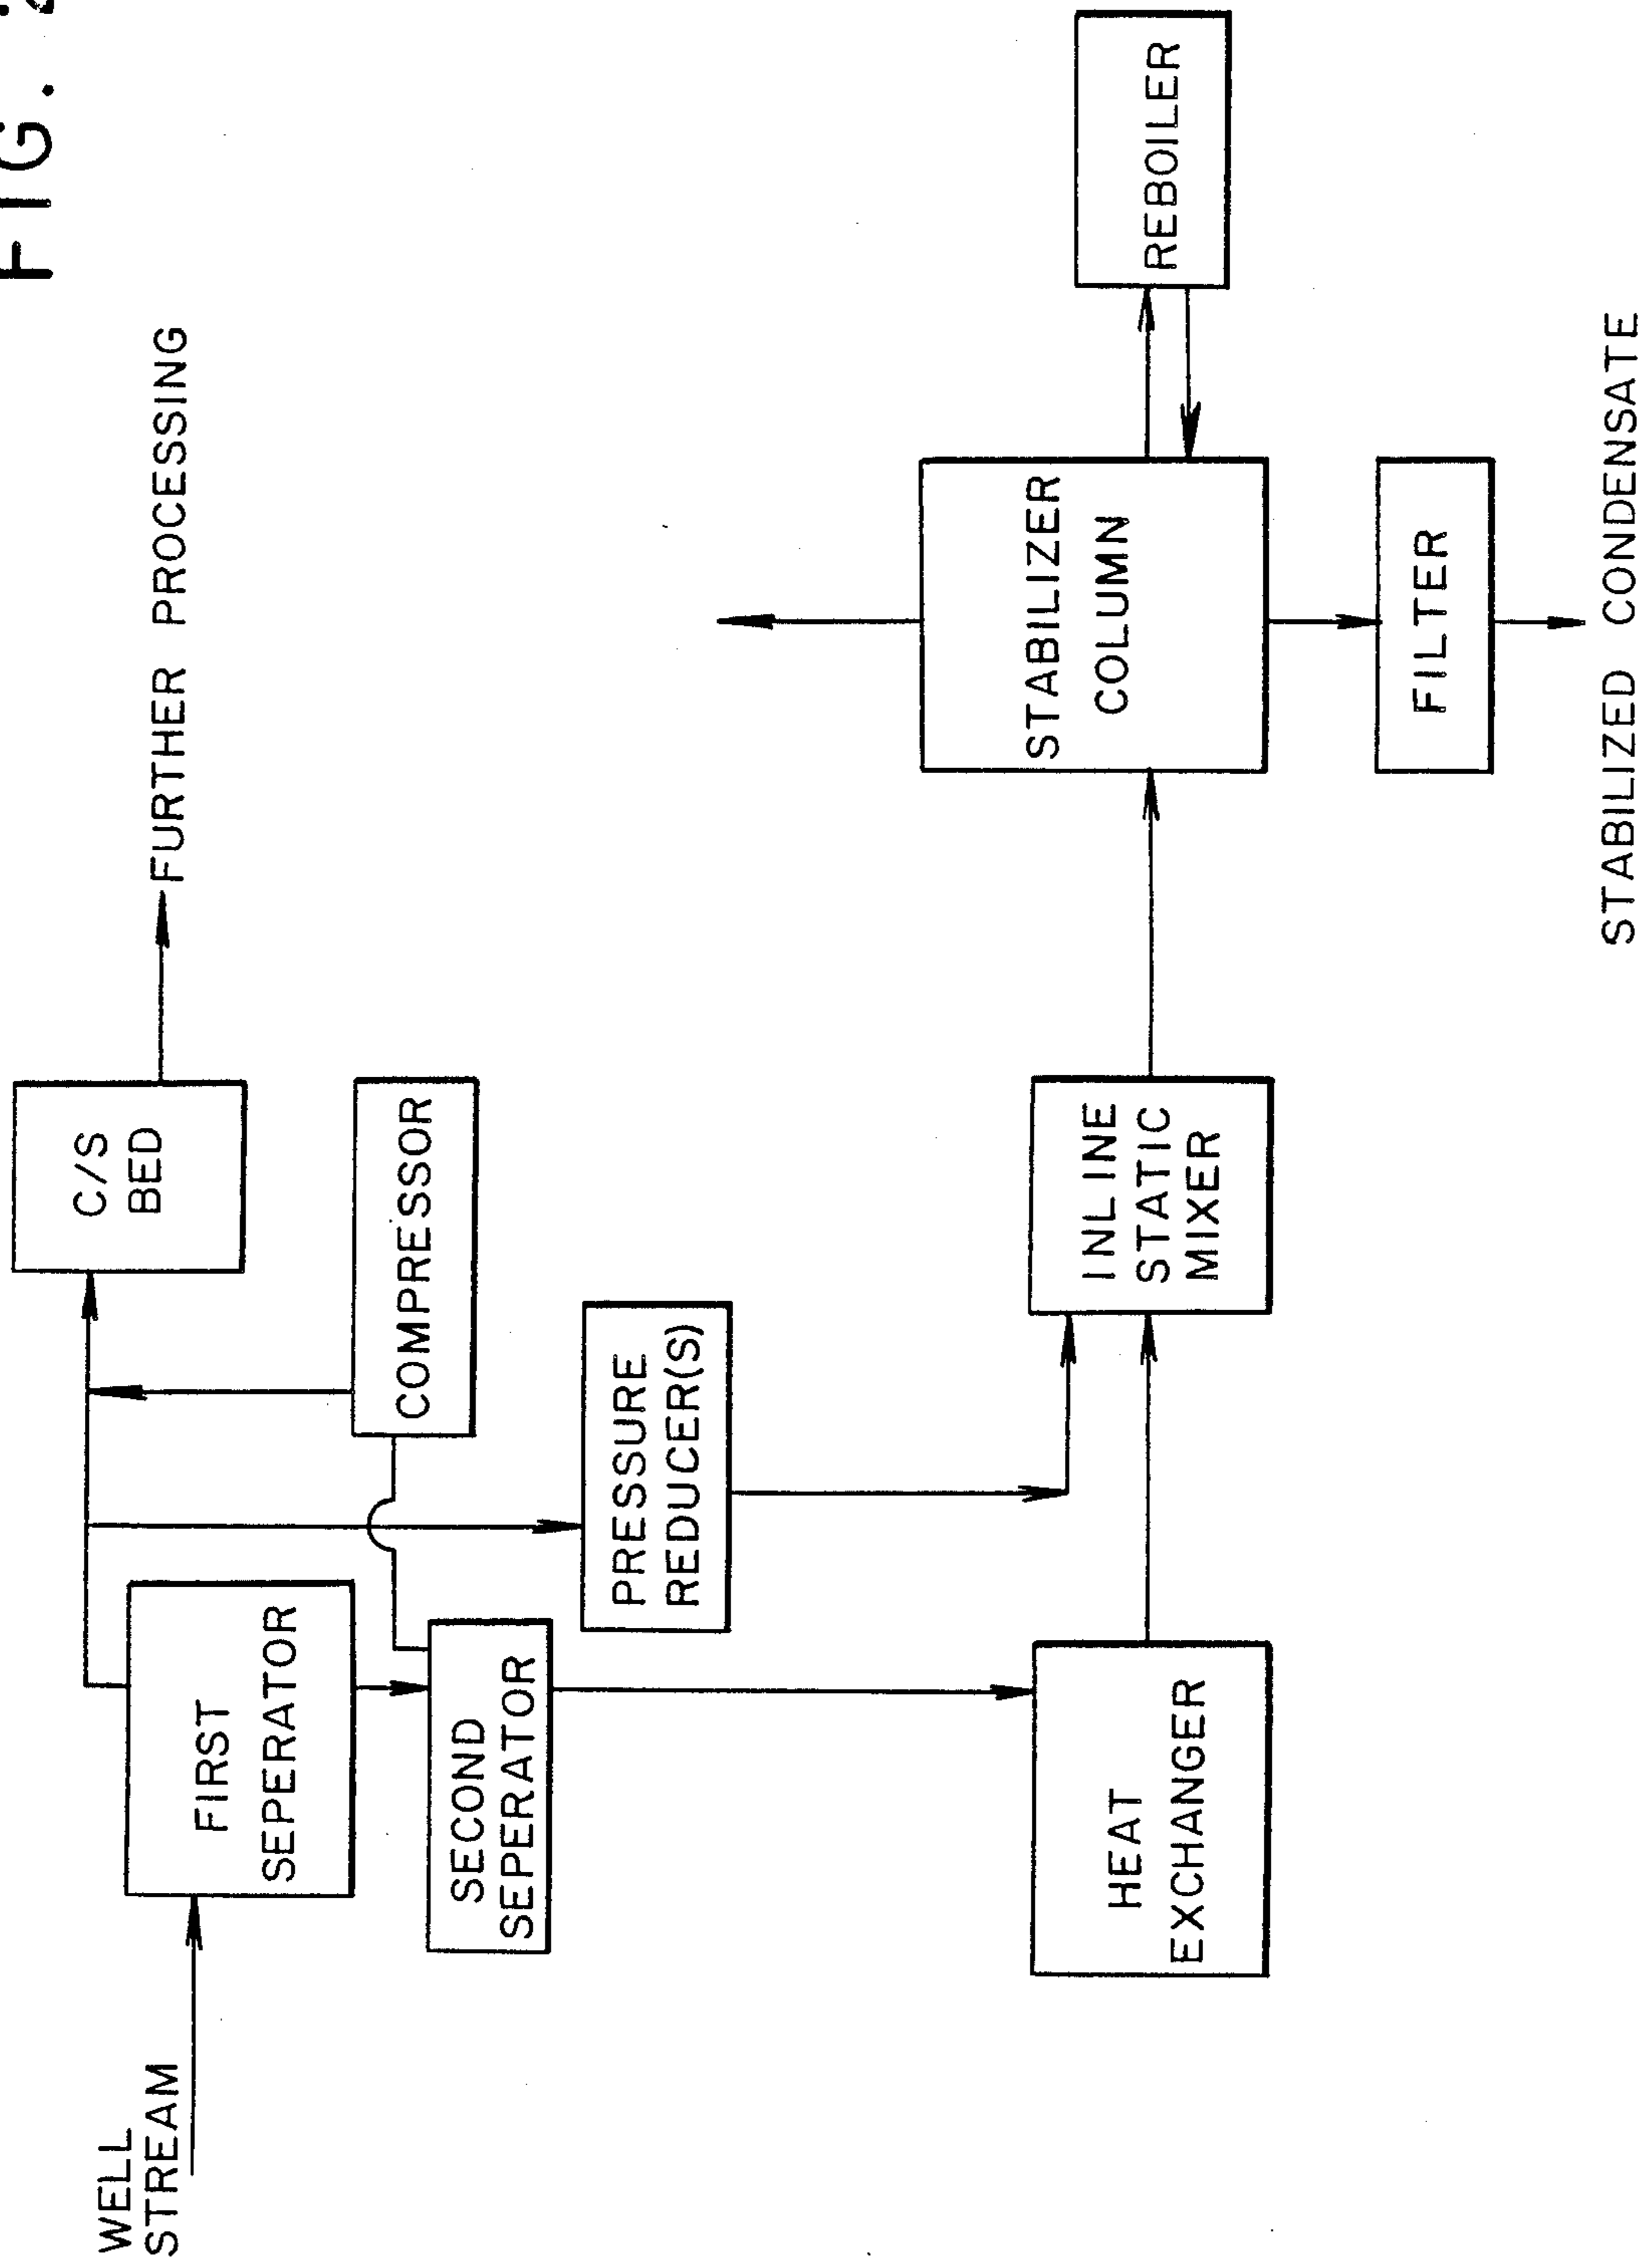 FIG. 2
WELL
STREAM
FIRST
SEPERATOR
SECOND
SEPERATOR
C/S
BED
FURTHER PROCESSING
COMPRESSOR
PRESSURE
REDUCER(S)
HEAT
EXCHANGER
INLINE
STATIC
MIXER
STABILIZER
COLUMN
REBOILER
FILTER
STABILIZED CONDENSATE